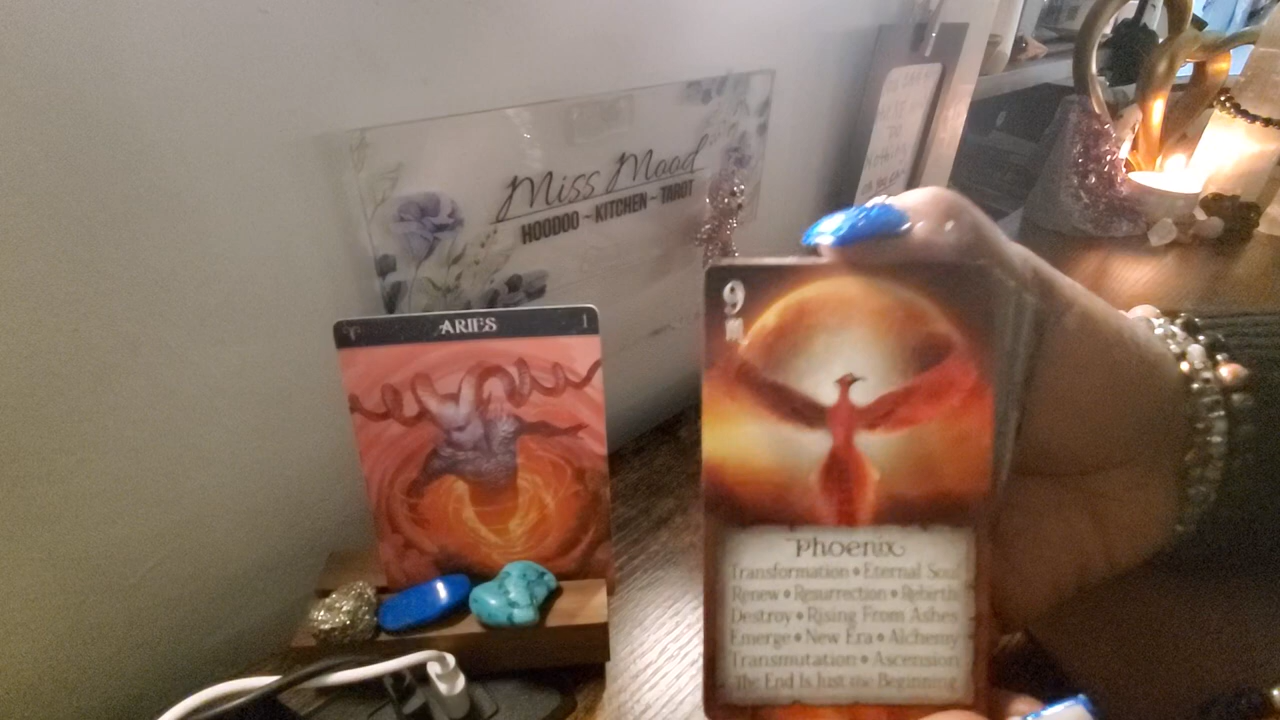 Miss Mood
HOODOO ~ KITCHEN ~ TAROT
ARIES
1
9
Phoenix
Transformation • Eternal Soul
Renew • Resurrection • Rebirth
Destroy • Rising From Ashes
Emerge • New Era • Alchemy
Transmutation • Ascension
The End Is Just the Beginning